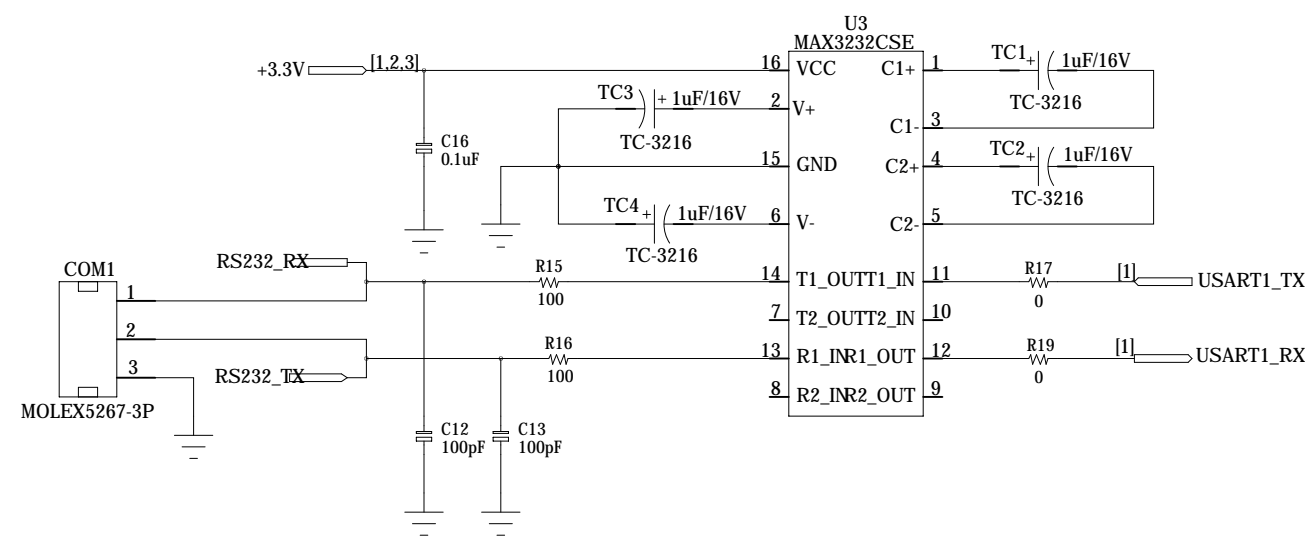 U3
MAX3232CSE
+3.3V
[1,2,3]
16 VCC
C1+ 1
TC1 + 1uF/16V
TC-3216
TC3 + 1uF/16V
TC-3216
2 V+
C1- 3
C16
0.1uF
15 GND
C2+ 4
TC2 + 1uF/16V
TC-3216
TC4 + 1uF/16V
TC-3216
6 V-
C2- 5
RS232_RX
COM1
1
2
3
MOLEX5267-3P
RS232_TX
R15
100
14 T1_OUT T1_IN 11
R17
0
[1]
USART1_TX
7 T2_OUT T2_IN 10
R16
100
13 R1_IN R1_OUT 12
R19
0
[1]
USART1_RX
8 R2_IN R2_OUT 9
C12
100pF
C13
100pF